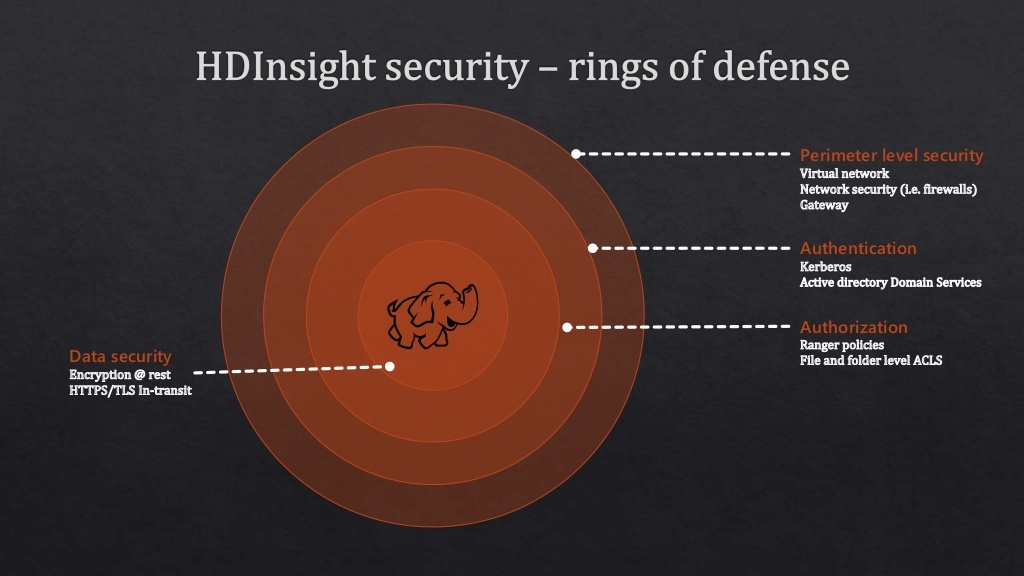 HDInsight security – rings of defense
Perimeter level security
Virtual network
Network security (i.e. firewalls)
Gateway
Authentication
Kerberos
Active directory Domain Services
Authorization
Ranger policies
File and folder level ACLS
Data security
Encryption @ rest
HTTPS/TLS In-transit